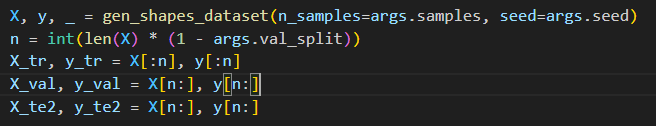 X, y, _ = gen_shapes_dataset(n_samples=args.samples, seed=args.seed)
n = int(len(X) * (1 - args.val_split))
X_tr, y_tr = X[:n], y[:n]
X_val, y_val = X[n:], y[n:]
X_te2, y_te2 = X[n:], y[n:]